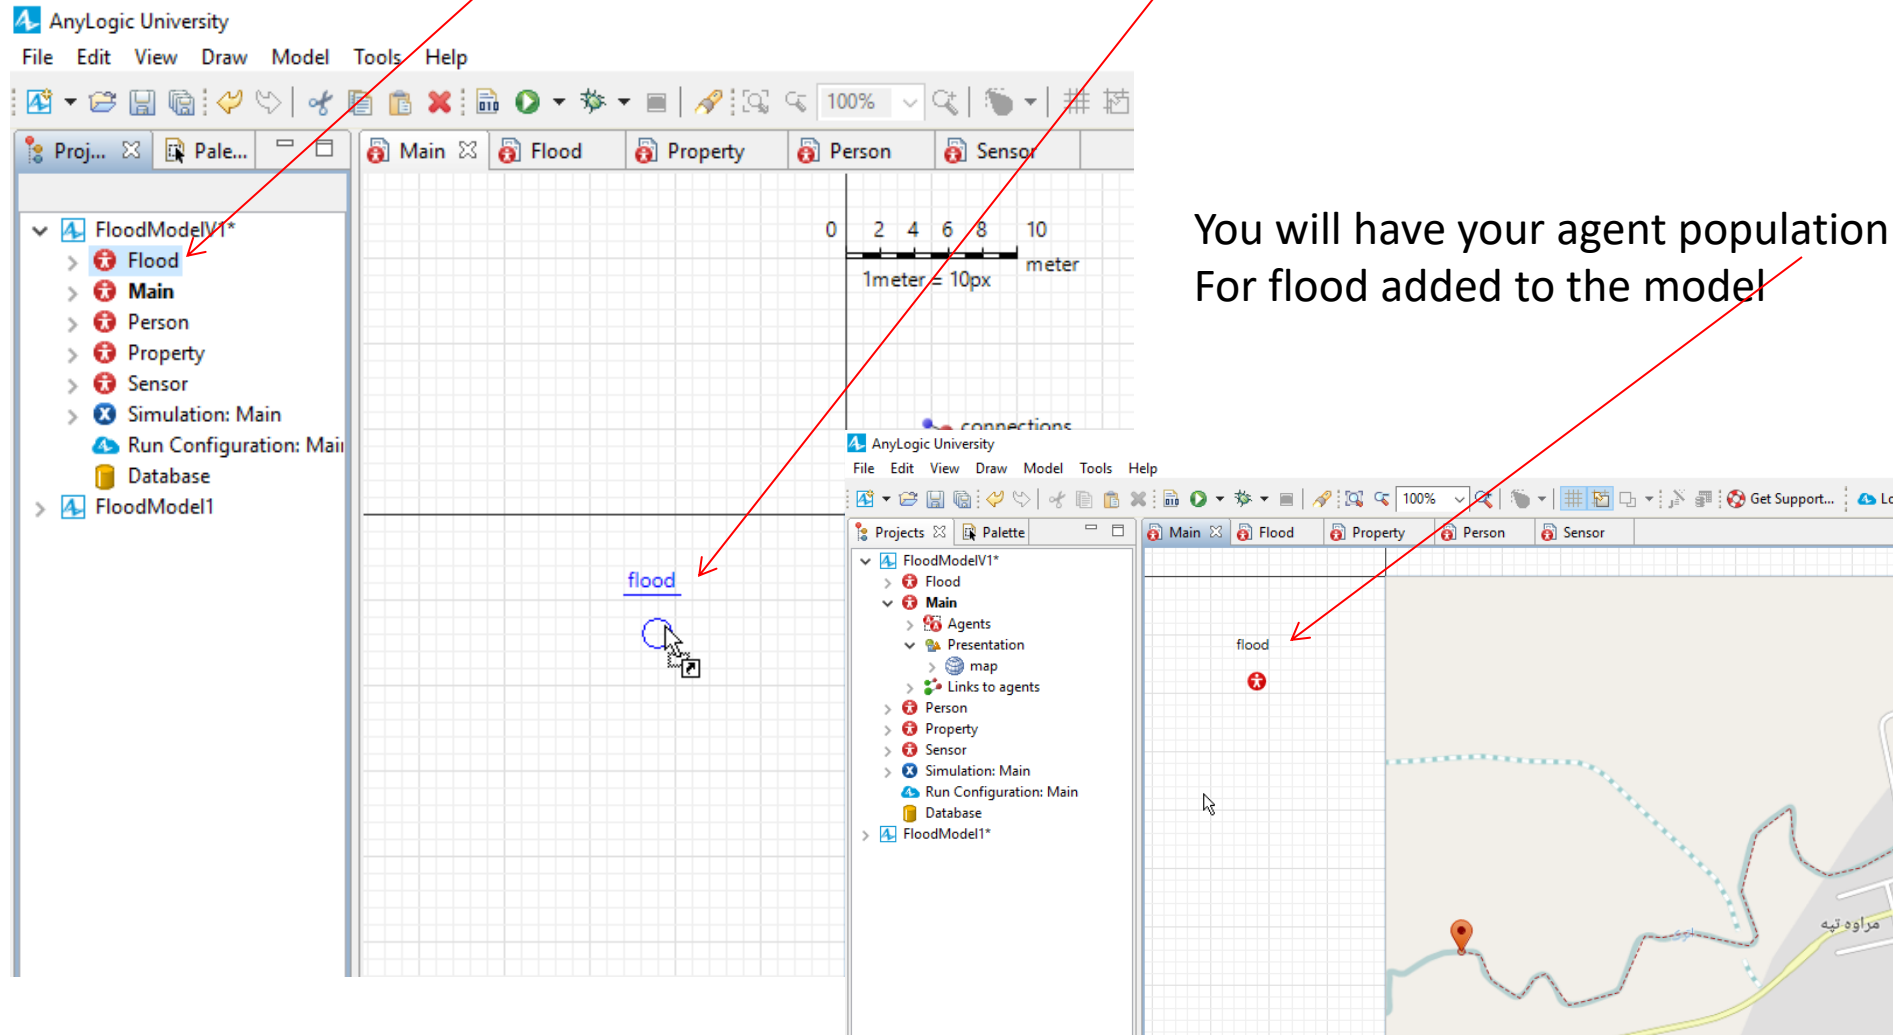 AnyLogic University
File Edit View Draw Model Tools Help
100%
Proj... Pale...
Main Flood Property Person Sensor
FloodModelV1*
Flood
Main
Person
Property
Sensor
Simulation: Main
Run Configuration: Main
Database
FloodModel1
0 2 4 6 8 10
meter
1meter = 10px
connections
flood
You will have your agent population
For flood added to the model
AnyLogic University
File Edit View Draw Model Tools Help
100% Get Support...
Projects Palette
Main Flood Property Person Sensor
FloodModelV1*
Flood
Main
Agents
Presentation
map
Links to agents
Person
Property
Sensor
Simulation: Main
Run Configuration: Main
Database
FloodModel1*
flood
مراوه تپه